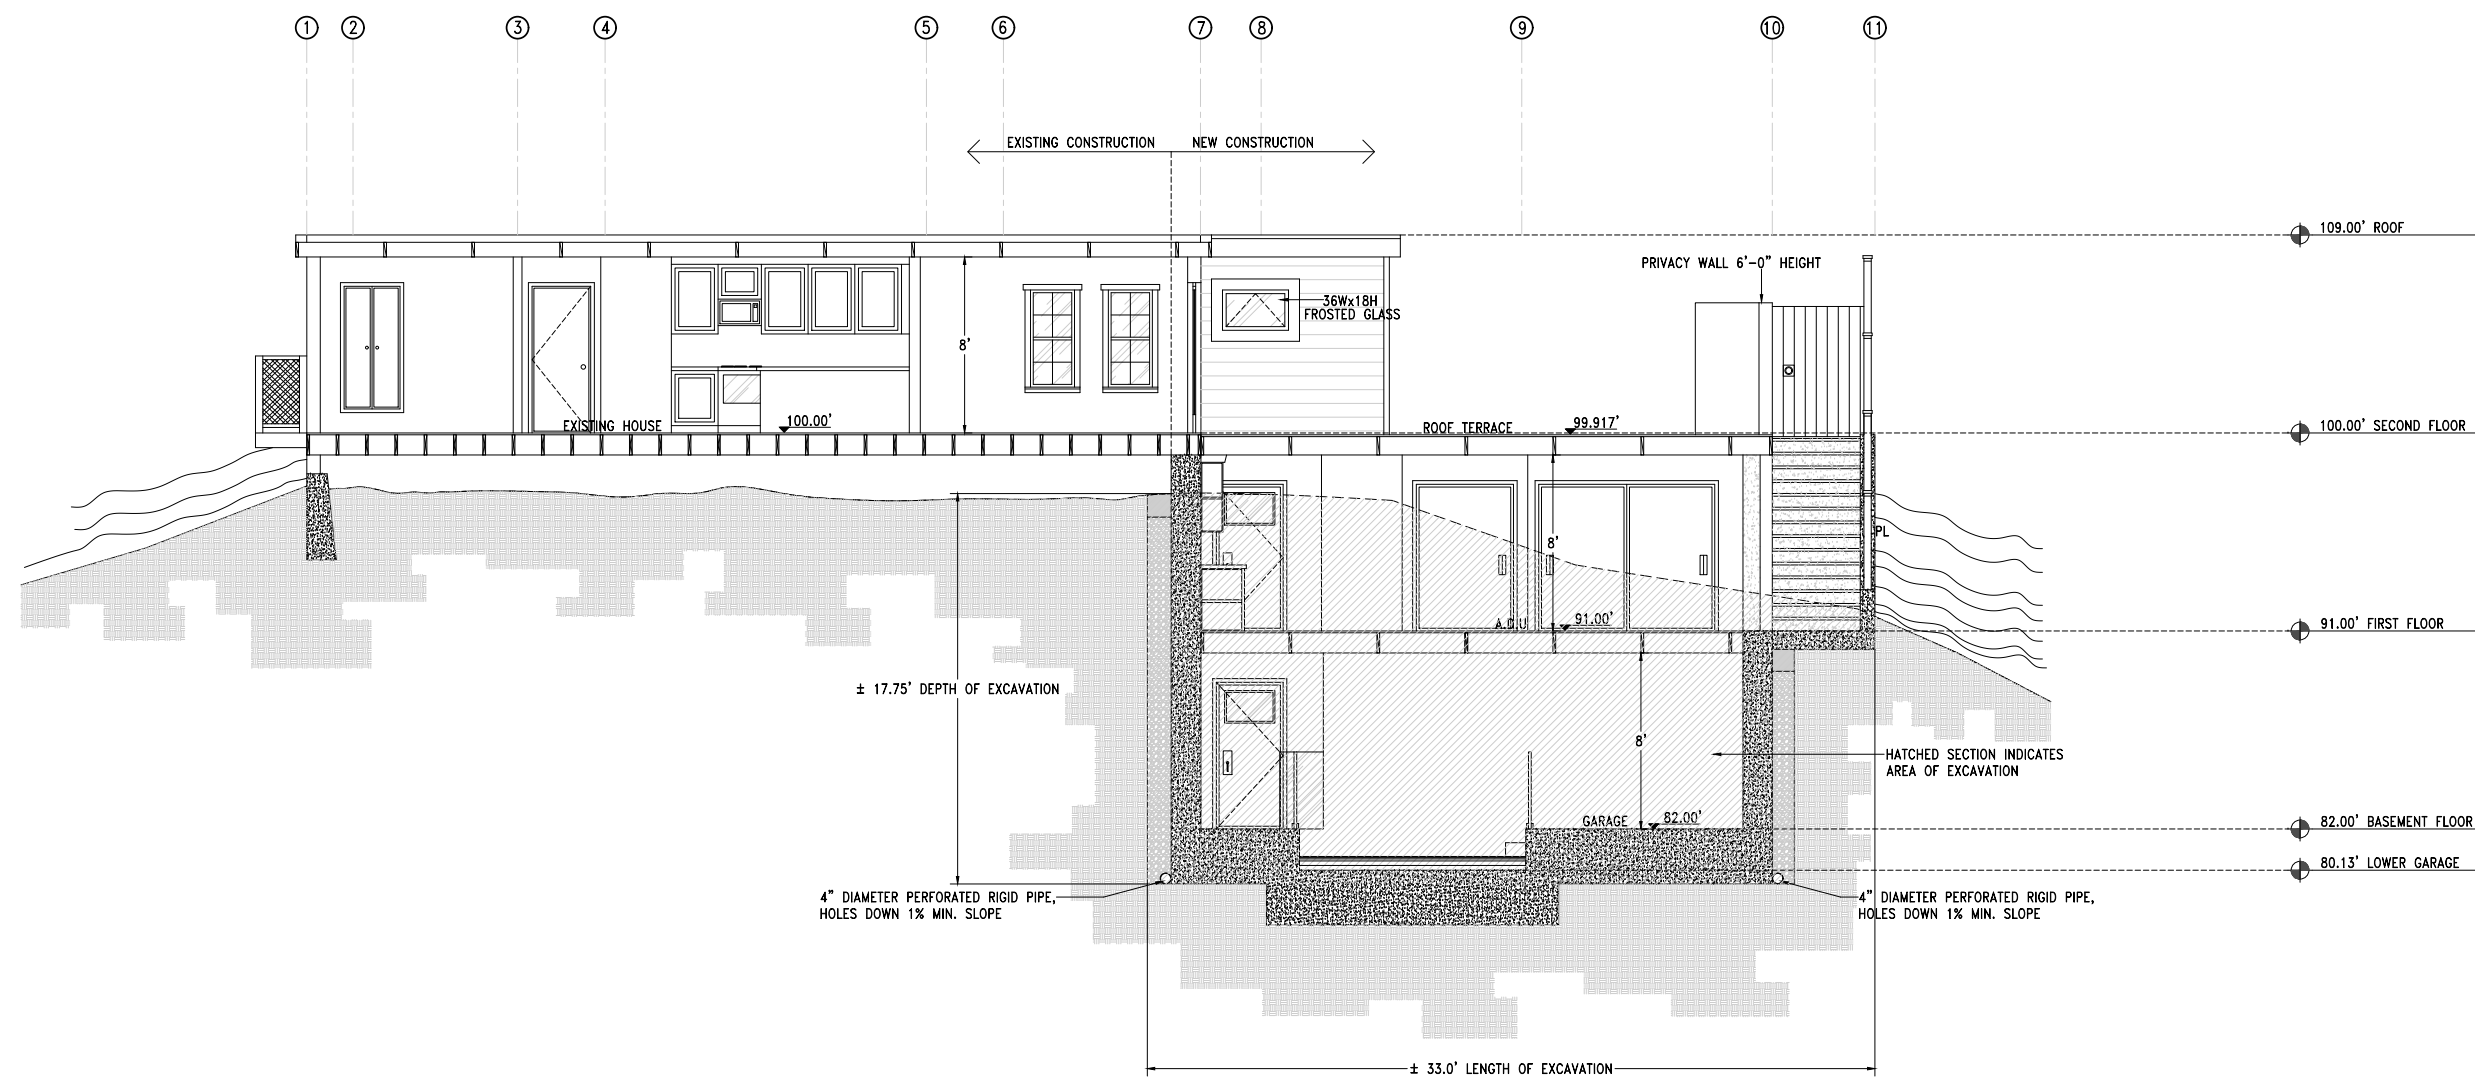 1 2 3 4 5 6 7 8 9 10 11
EXISTING CONSTRUCTION NEW CONSTRUCTION
109.00' ROOF
PRIVACY WALL 6'-0" HEIGHT
36Wx18H
FROSTED GLASS
8'
EXISTING HOUSE
100.00'
ROOF TERRACE
99.917'
100.00' SECOND FLOOR
PL
8'
A.D.U
91.00'
91.00' FIRST FLOOR
± 17.75' DEPTH OF EXCAVATION
8'
HATCHED SECTION INDICATES
AREA OF EXCAVATION
GARAGE
82.00'
82.00' BASEMENT FLOOR
80.13' LOWER GARAGE
4" DIAMETER PERFORATED RIGID PIPE,
HOLES DOWN 1% MIN. SLOPE
4" DIAMETER PERFORATED RIGID PIPE,
HOLES DOWN 1% MIN. SLOPE
± 33.0' LENGTH OF EXCAVATION